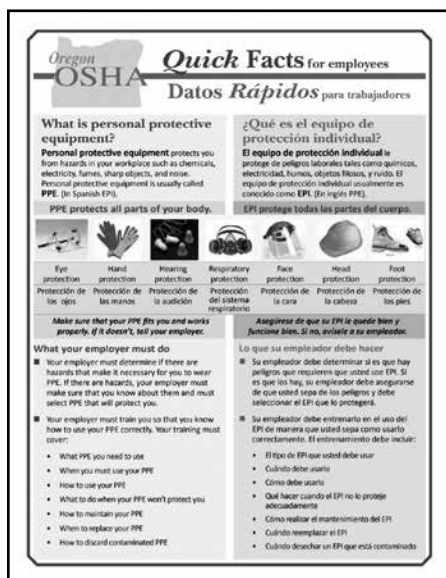 Oregon
OSHA
Quick Facts for employees
Datos Rápidos para trabajadores
What is personal protective
equipment?
Personal protective equipment protects you
from hazards in your workplace such as chemicals,
electricity, fumes, sharp objects, and noise.
Personal protective equipment is usually called
PPE. (In Spanish EPI).
PPE protects all parts of your body.
¿Qué es el equipo de
protección individual?
El equipo de protección individual le
protege de peligros laborales tales como químicos,
electricidad, humos, objetos filosos, y ruido. El
equipo de protección individual usualmente es
conocido como EPI. (En inglés PPE).
EPI protege todas las partes del cuerpo.
Eye
protection
Hand
protection
Hearing
protection
Respiratory
protection
Face
protection
Head
protection
Foot
protection
Protección de
los ojos
Protección de
las manos
Protección de
la audición
Protección
del sistema
respiratorio
Protección de
la cara
Protección de
la cabeza
Protección de
los pies
Make sure that your PPE fits you and works
properly. If it doesn't, tell your employer.
Asegúrese de que su EPI le quede bien y
funcione bien. Si no, avísele a su empleador.
What your employer must do
■ Your employer must determine if there are
hazards that make it necessary for you to wear
PPE. If there are hazards, your employer must
make sure that you know about them and must
select PPE that will protect you.
■ Your employer must train you so that you know
how to use your PPE correctly. Your training must
cover:
• What PPE you need to use
• When you must use your PPE
• How to use your PPE
• What to do when your PPE won't protect you
• How to maintain your PPE
• When to replace your PPE
• How to discard contaminated PPE
Lo que su empleador debe hacer
■ Su empleador debe determinar si es que hay
peligros que requieren que usted use EPI. Si
es que los hay, su empleador debe asegurarse
de que usted sepa de los peligros y debe
seleccionar el EPI que lo protegerá.
■ Su empleador debe entrenarlo en el uso del
EPI de manera que usted sepa como usarlo
correctamente. El entrenamiento debe incluir:
• El tipo de EPI que usted debe usar
• Cuándo debe usarlo
• Cómo debe usarlo
• Qué hacer cuando el EPI no lo proteje
adecuadamente
• Cómo realizar el mantenimiento del EPI
• Cuándo reemplazar el EPI
• Cuándo desechar un EPI que está contaminado